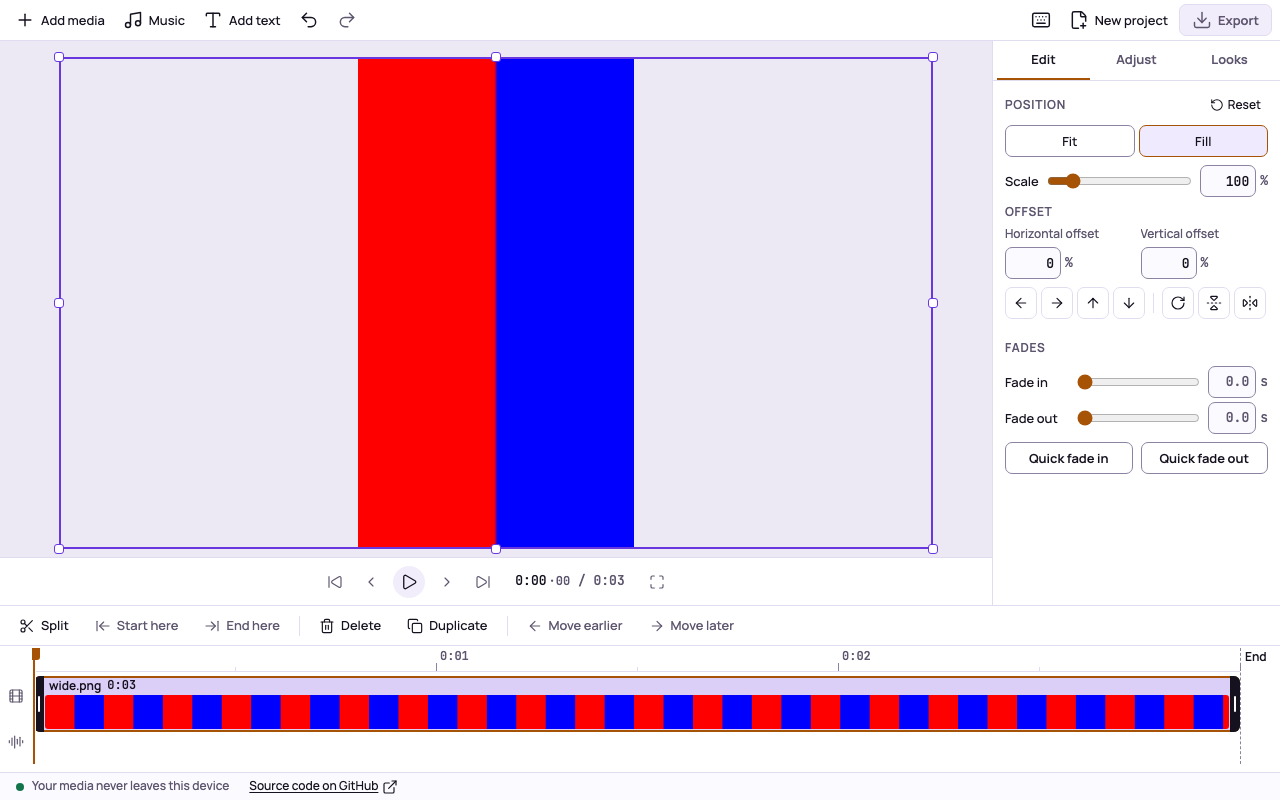 Add media Music Add text New project Export
Edit Adjust Looks
POSITION Reset
Fit Fill
Scale 100 %
OFFSET
Horizontal offset Vertical offset
0 % 0 %
FADES
Fade in 0.0 s
Fade out 0.0 s
Quick fade in Quick fade out
0:00·00 / 0:03
Split Start here End here Delete Duplicate Move earlier Move later
0:01 0:02 End
wide.png 0:03
Your media never leaves this device Source code on GitHub